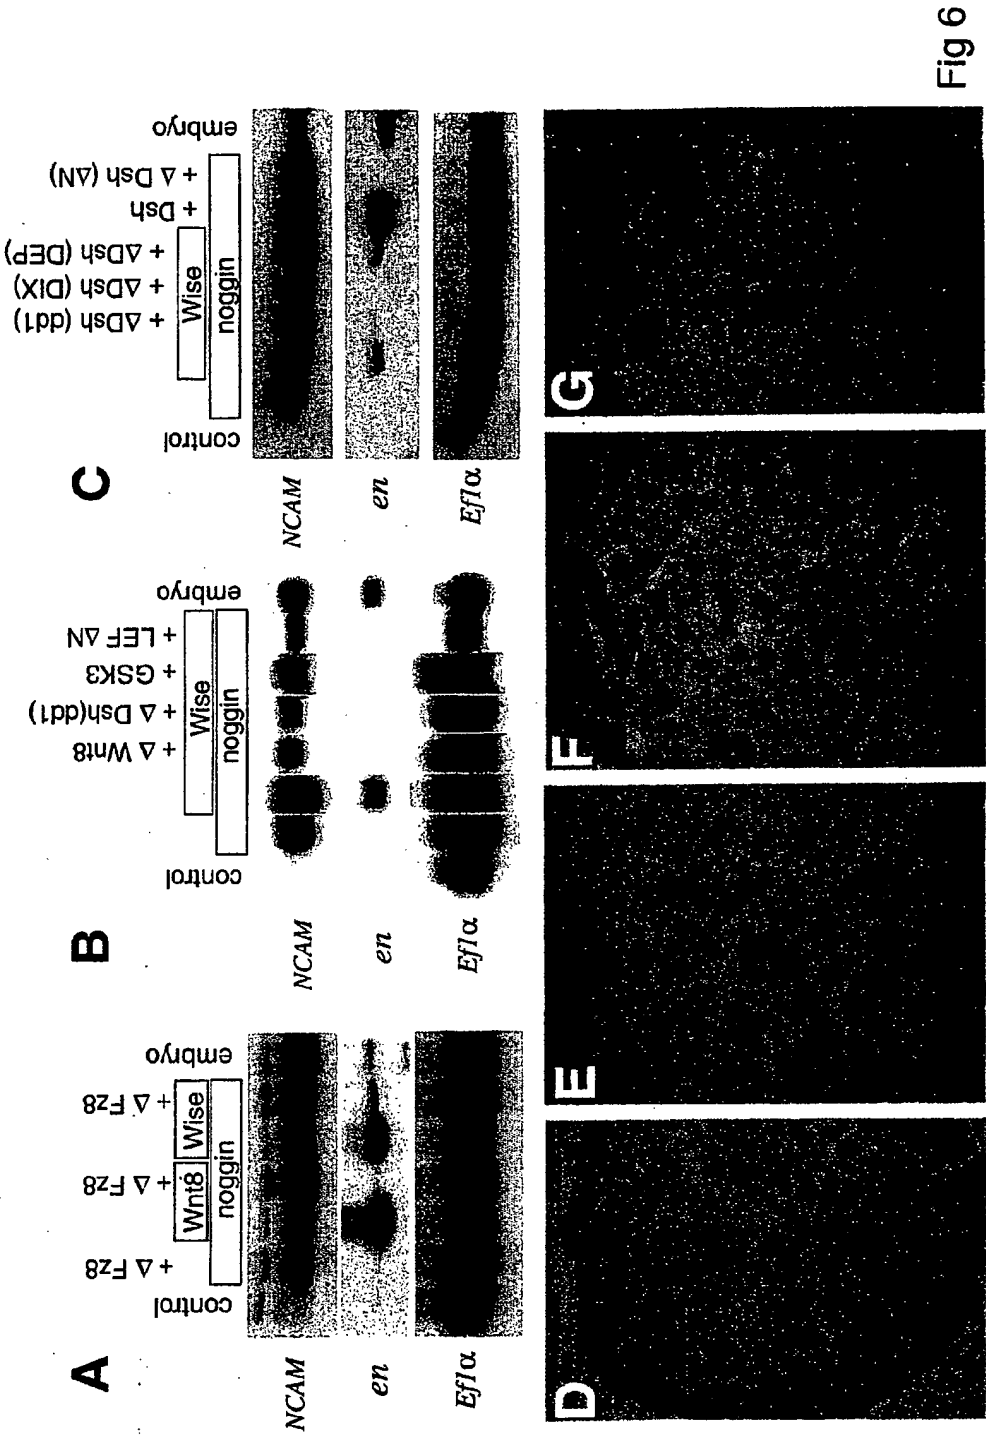 A
control
+ Δ Fz8
+ Δ Fz8
+ Δ Fz8
embryo
Wnt8
Wise
noggin
NCAM
en
Ef1α
B
control
+ Δ Wnt8
+ Δ Dsh(dd1)
+ GSK3
+ LEF ΔN
embryo
Wise
noggin
NCAM
en
Ef1α
C
control
+ ΔDsh (dd1)
+ ΔDsh (DIX)
+ ΔDsh (DEP)
+ Dsh
+ Δ Dsh (ΔN)
embryo
Wise
noggin
NCAM
en
Ef1α
D
E
F
G
Fig 6